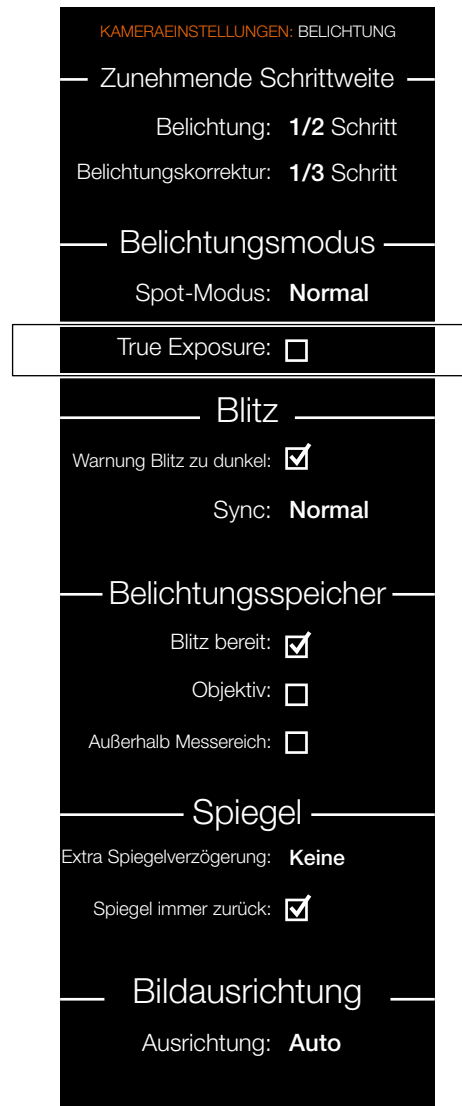 KAMERAEINSTELLUNGEN: BELICHTUNG
Zunehmende Schrittweite
Belichtung: 1/2 Schritt
Belichtungskorrektur: 1/3 Schritt
Belichtungsmodus
Spot-Modus: Normal
True Exposure:
Blitz
Warnung Blitz zu dunkel:
Sync: Normal
Belichtungsspeicher
Blitz bereit:
Objektiv:
Außerhalb Messereich:
Spiegel
Extra Spiegelverzögerung: Keine
Spiegel immer zurück:
Bildausrichtung
Ausrichtung: Auto